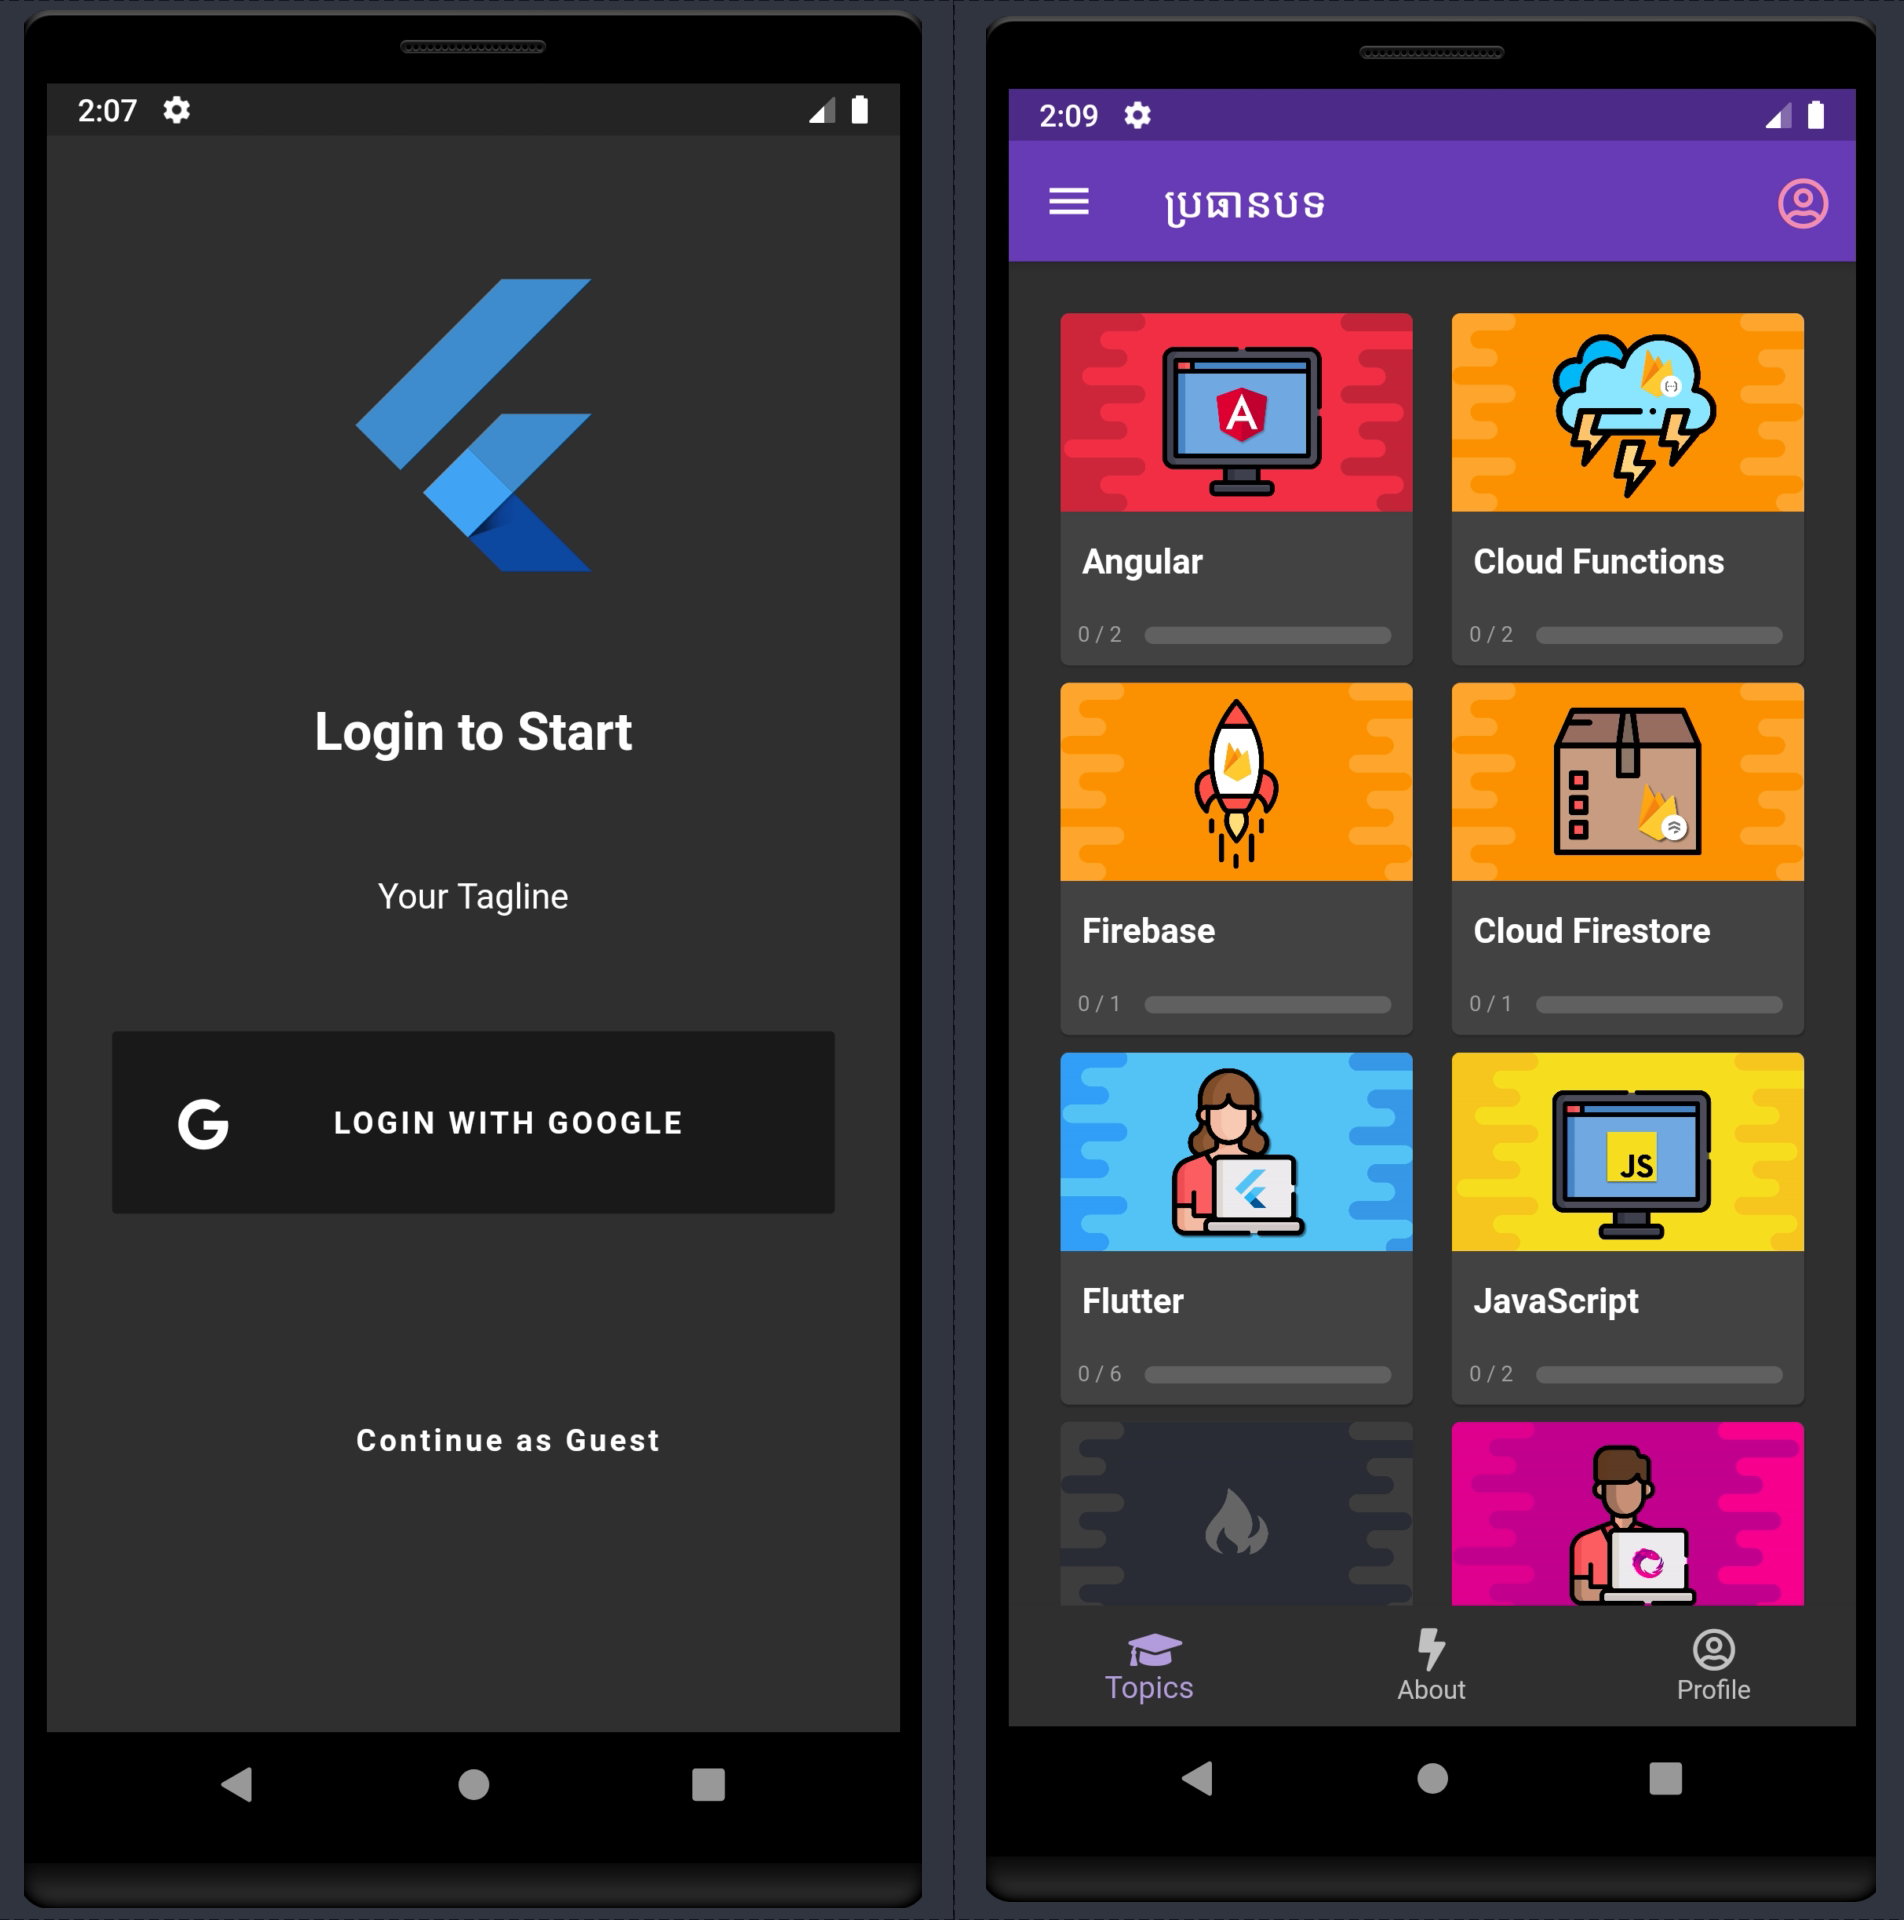 2:07
Login to Start
Your Tagline
G
LOGIN WITH GOOGLE
Continue as Guest
2:09
ប្រធានបទ
A
Angular
Cloud Functions
0 / 2
0 / 2
Firebase
Cloud Firestore
0 / 1
0 / 1
JS
Flutter
JavaScript
0 / 6
0 / 2
Topics
About
Profile